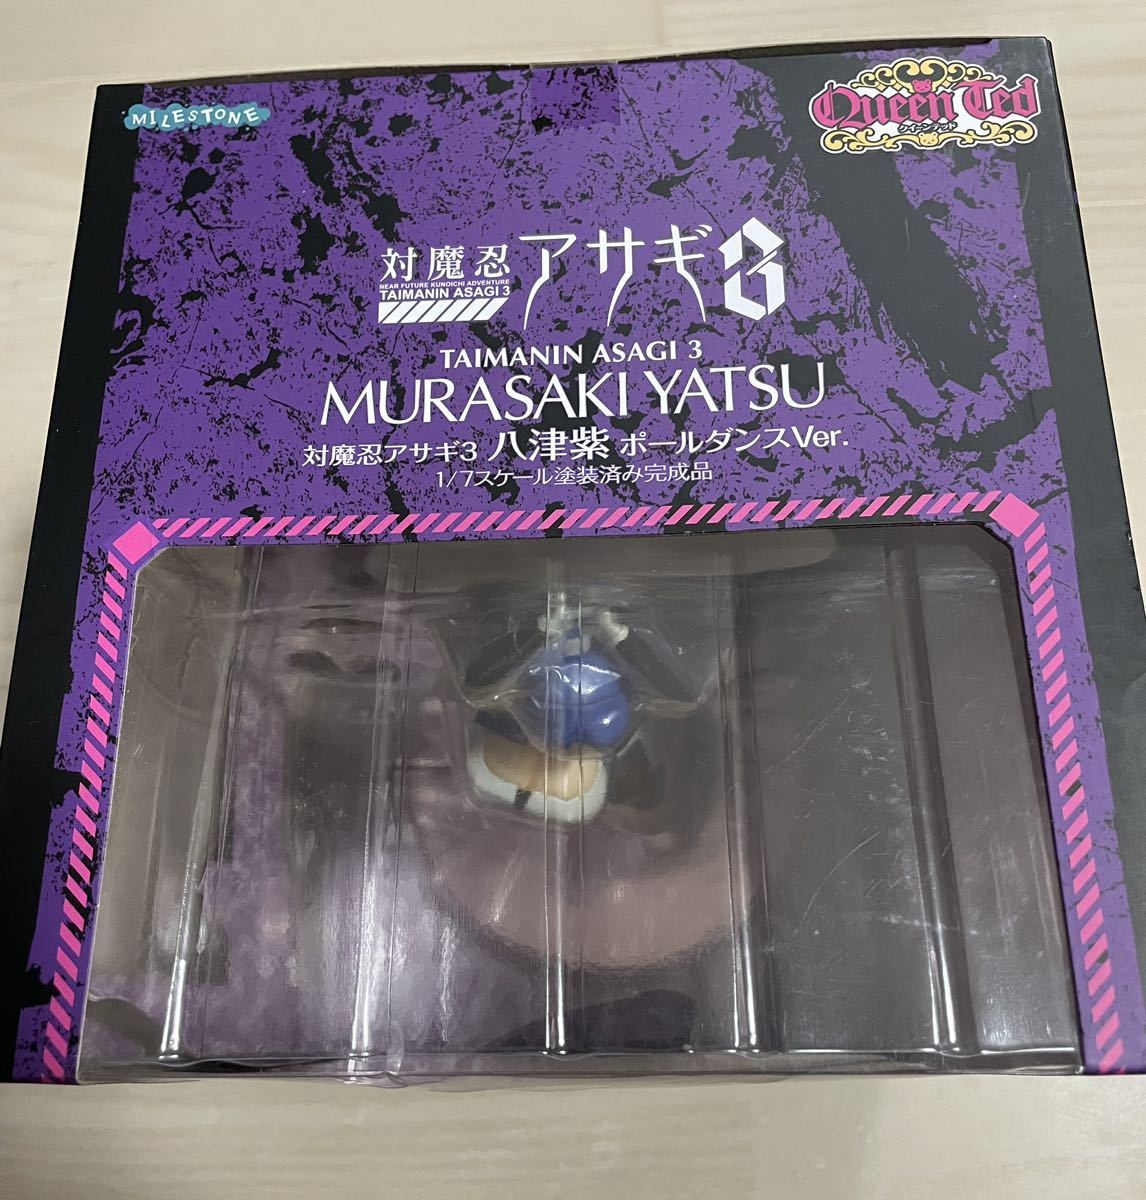 MILESTONE
Queen Ted
クイーンテッド
対魔忍アサギ3
NEAR FUTURE KUNOICHI ADVENTURE
TAIMANIN ASAGI 3
TAIMANIN ASAGI 3
MURASAKI YATSU
対魔忍アサギ3 八津紫 ポールダンスVer.
1/7スケール塗装済み完成品